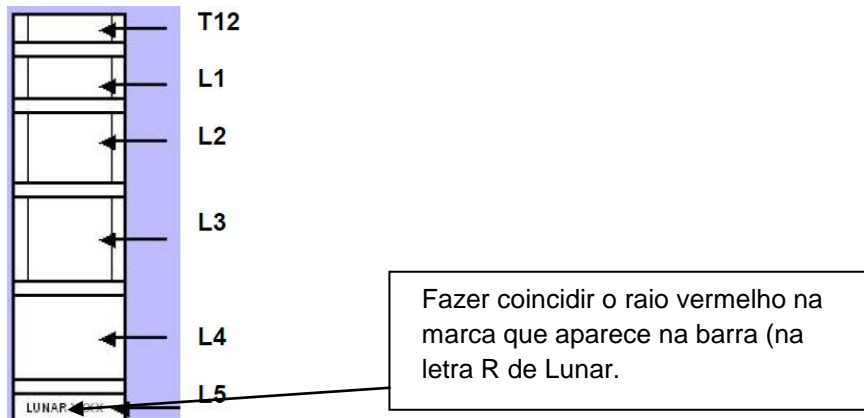 T12
L1
L2
L3
L4
L5
LUNAR
Fazer coincidir o raio vermelho na
marca que aparece na barra (na
letra R de Lunar.